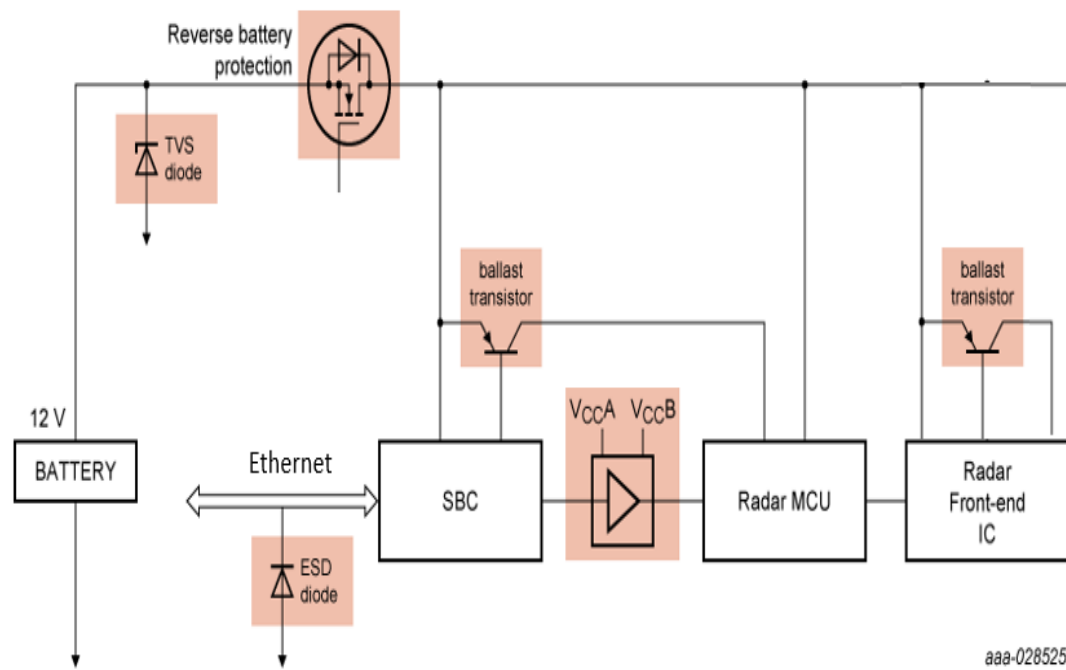 Reverse battery
protection
TVS
diode
ballast
transistor
ballast
transistor
12 V
VCCA VCCB
BATTERY
Ethernet
SBC
Radar MCU
Radar
Front-end
IC
ESD
diode
aaa-028525